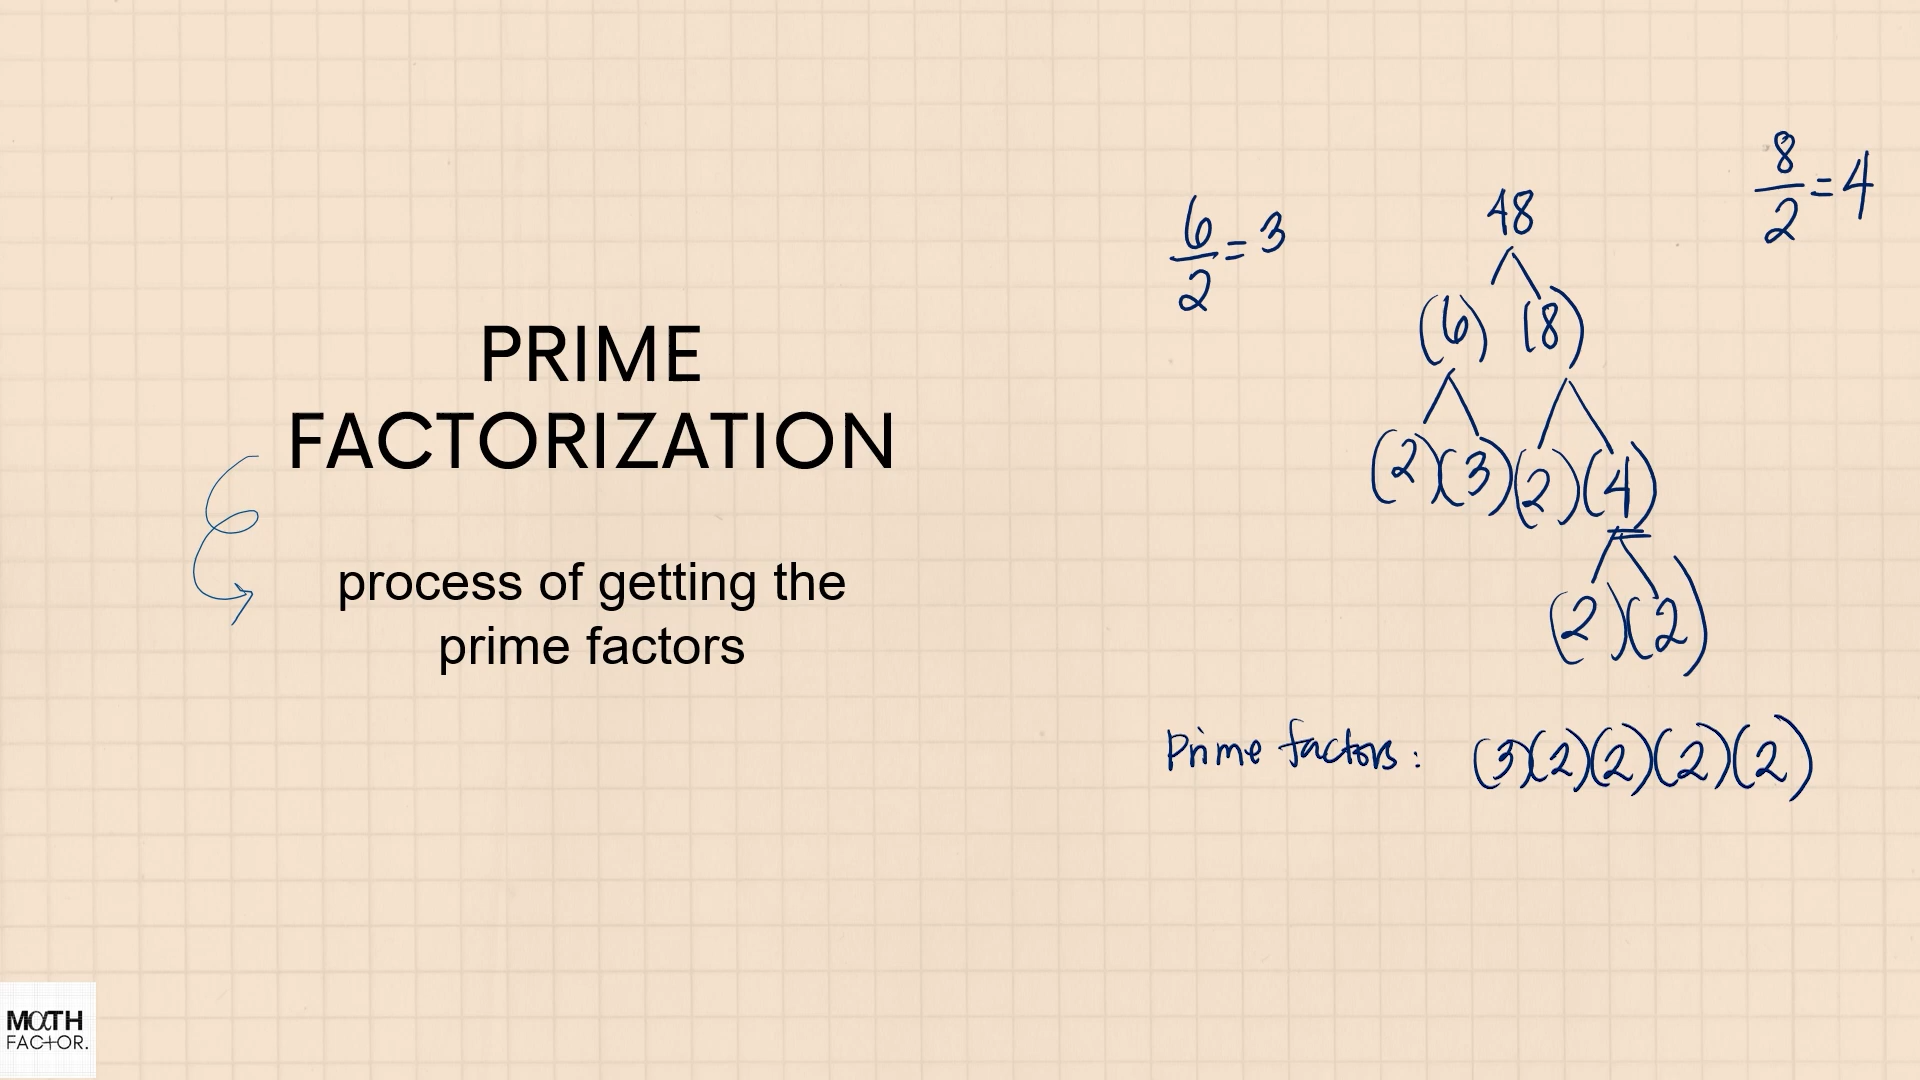 PRIME
FACTORIZATION
process of getting the
prime factors
6/2 = 3
8/2 = 4
48
(6) (8)
(2)(3)(2)(4)
(2)(2)
Prime factors: (3)(2)(2)(2)(2)
MαTH
FACTOR.